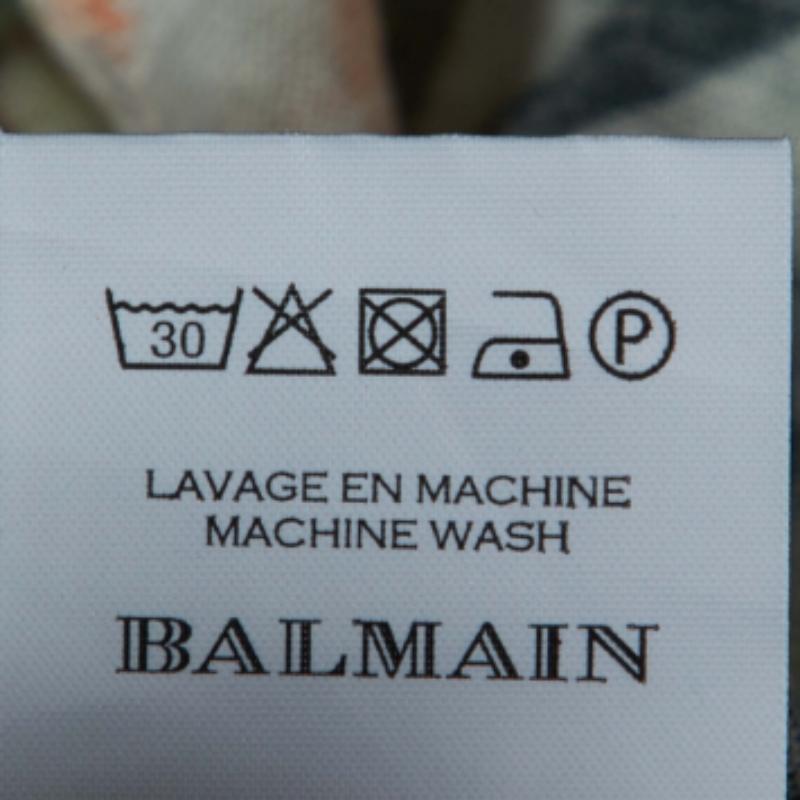 30 P
LAVAGE EN MACHINE
MACHINE WASH
BALMAIN